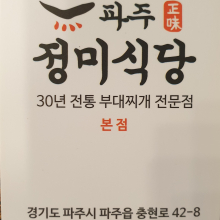 파주 正味
정미식당
30년 전통 부대찌개 전문점
본점
경기도 파주시 파주읍 충현로 42-8